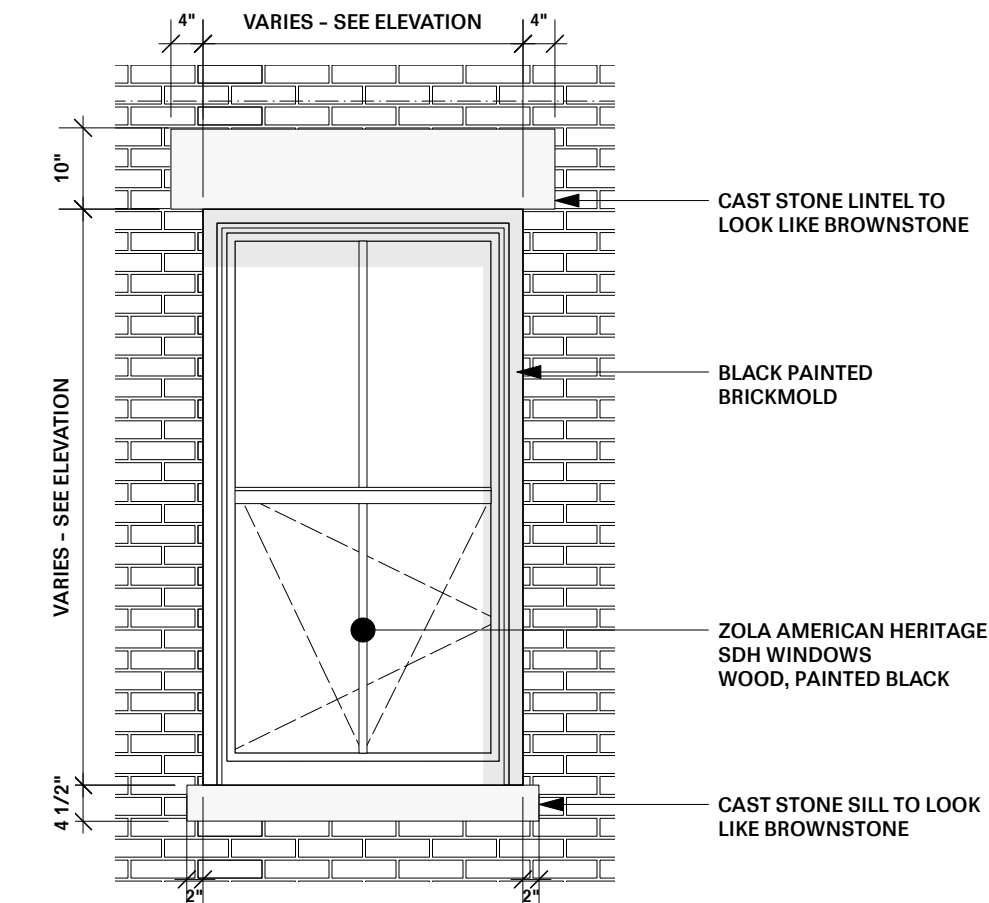 4" VARIES – SEE ELEVATION 4"
10"
CAST STONE LINTEL TO
LOOK LIKE BROWNSTONE
BLACK PAINTED
BRICKMOLD
VARIES – SEE ELEVATION
ZOLA AMERICAN HERITAGE
SDH WINDOWS
WOOD, PAINTED BLACK
4 1/2"
CAST STONE SILL TO LOOK
LIKE BROWNSTONE
2" 2"